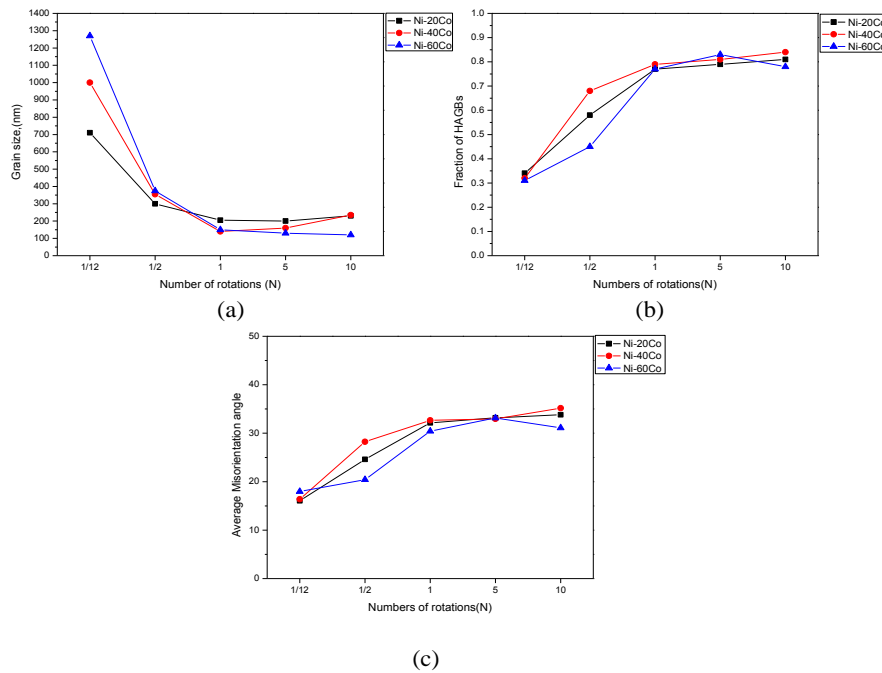 1400
1300
1200
1100
1000
900
800
700
600
500
400
300
200
100
0
Grain size,(nm)
1/12 1/2 1 5 10
Number of rotations (N)
Ni-20Co
Ni-40Co
Ni-60Co
(a)
1.0
0.9
0.8
0.7
0.6
0.5
0.4
0.3
0.2
0.1
0.0
Fraction of HAGBs
1/12 1/2 1 5 10
Numbers of rotations(N)
Ni-20Co
Ni-40Co
Ni-60Co
(b)
50
40
30
20
10
0
Average Misorientation angle
1/12 1/2 1 5 10
Numbers of rotations(N)
Ni-20Co
Ni-40Co
Ni-60Co
(c)